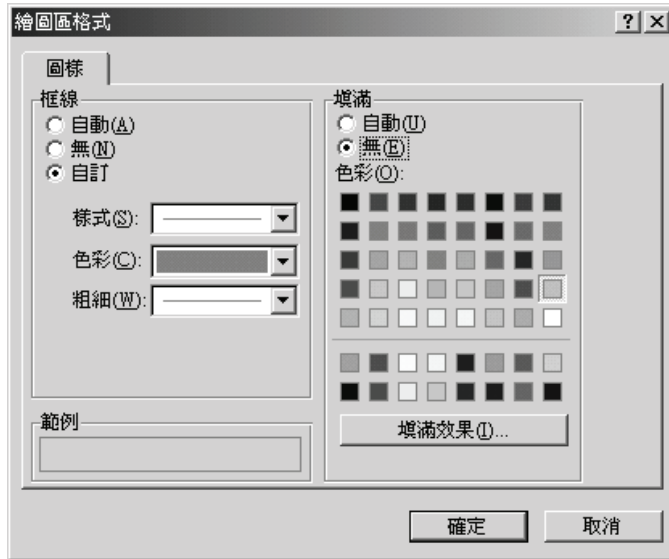 繪圖區格式
圖樣
框線
自動(A)
無(N)
自訂
樣式(S):
色彩(C):
粗細(W):
範例
填滿
自動(U)
無(E)
色彩(O):
填滿效果(I)...
確定
取消